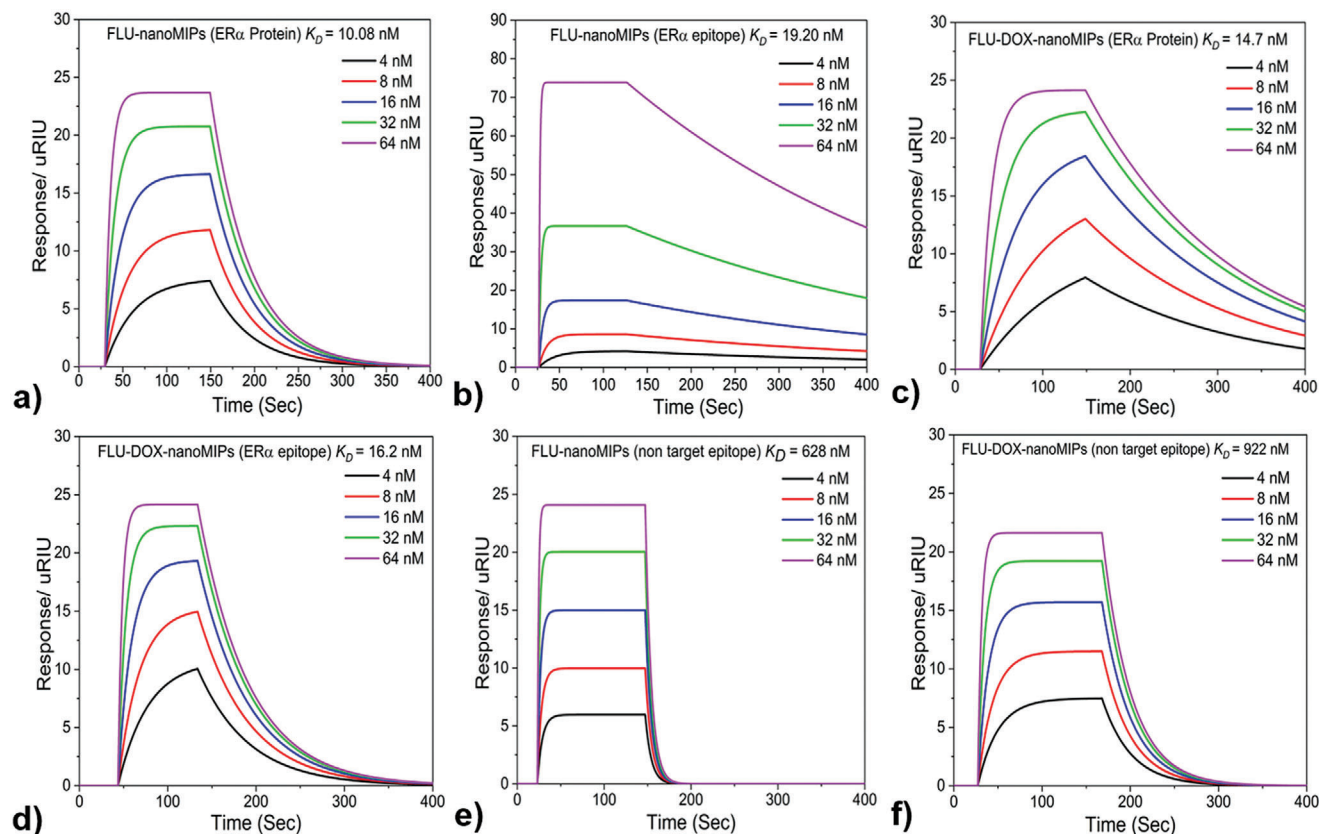 FLU-nanoMIPs (ERα Protein) K_D = 10.08 nM
4 nM
8 nM
16 nM
32 nM
64 nM
30
25
20
15
10
5
0
Response/ uRIU
0 50 100 150 200 250 300 350 400
Time (Sec)
a)
FLU-nanoMIPs (ERα epitope) K_D = 19.20 nM
4 nM
8 nM
16 nM
32 nM
64 nM
90
80
70
60
50
40
30
20
10
0
Response/ uRIU
0 50 100 150 200 250 300 350 400
Time (Sec)
b)
FLU-DOX-nanoMIPs (ERα Protein) K_D = 14.7 nM
4 nM
8 nM
16 nM
32 nM
64 nM
30
25
20
15
10
5
0
Response/ uRIU
0 100 200 300 400
Time (Sec)
c)
FLU-DOX-nanoMIPs (ERα epitope) K_D = 16.2 nM
4 nM
8 nM
16 nM
32 nM
64 nM
30
25
20
15
10
5
0
Response/ uRIU
0 100 200 300 400
Time (Sec)
d)
FLU-nanoMIPs (non target epitope) K_D = 628 nM
4 nM
8 nM
16 nM
32 nM
64 nM
30
25
20
15
10
5
0
Response/ uRIU
0 100 200 300 400
Time (Sec)
e)
FLU-DOX-nanoMIPs (non target epitope) K_D = 922 nM
4 nM
8 nM
16 nM
32 nM
64 nM
30
25
20
15
10
5
0
Response/ uRIU
0 50 100 150 200 250 300 350 400
Time (Sec)
f)